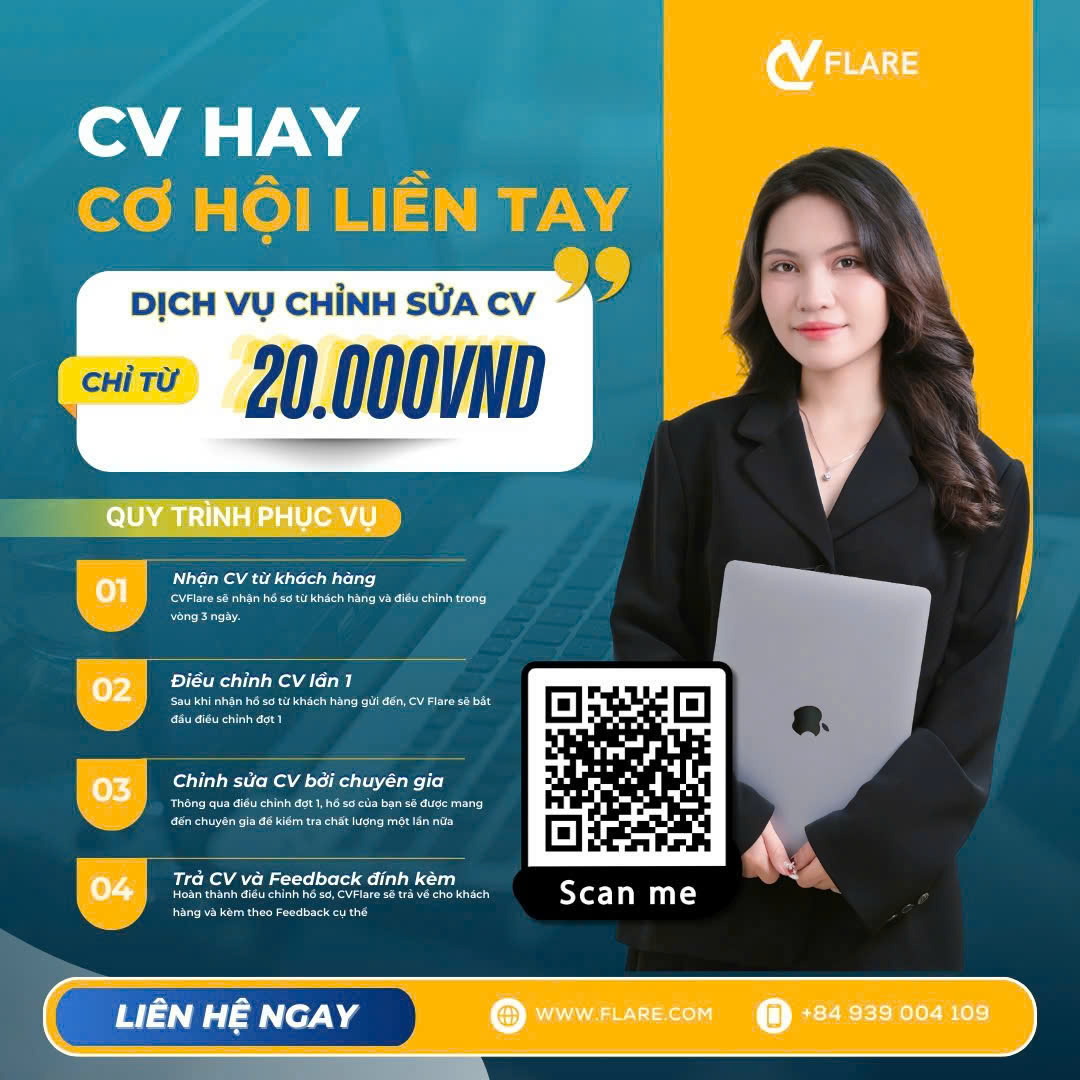 CV FLARE
CV HAY
CƠ HỘI LIỀN TAY
DỊCH VỤ CHỈNH SỬA CV
CHỈ TỪ
20.000VND
QUY TRÌNH PHỤC VỤ
01
Nhận CV từ khách hàng
CVFlare sẽ nhận hồ sơ từ khách hàng và điều chỉnh trong
vòng 3 ngày.
02
Điều chỉnh CV lần 1
Sau khi nhận hồ sơ từ khách hàng gửi đến, CV Flare sẽ bắt
đầu điều chỉnh đợt 1
03
Chỉnh sửa CV bởi chuyên gia
Thông qua điều chỉnh đợt 1, hồ sơ của bạn sẽ được mang
đến chuyên gia để kiểm tra chất lượng một lần nữa
04
Trả CV và Feedback đính kèm
Hoàn thành điều chỉnh hồ sơ, CVFlare sẽ trả về cho khách
hàng và kèm theo Feedback cụ thể
Scan me
LIÊN HỆ NGAY
WWW.FLARE.COM
+84 939 004 109